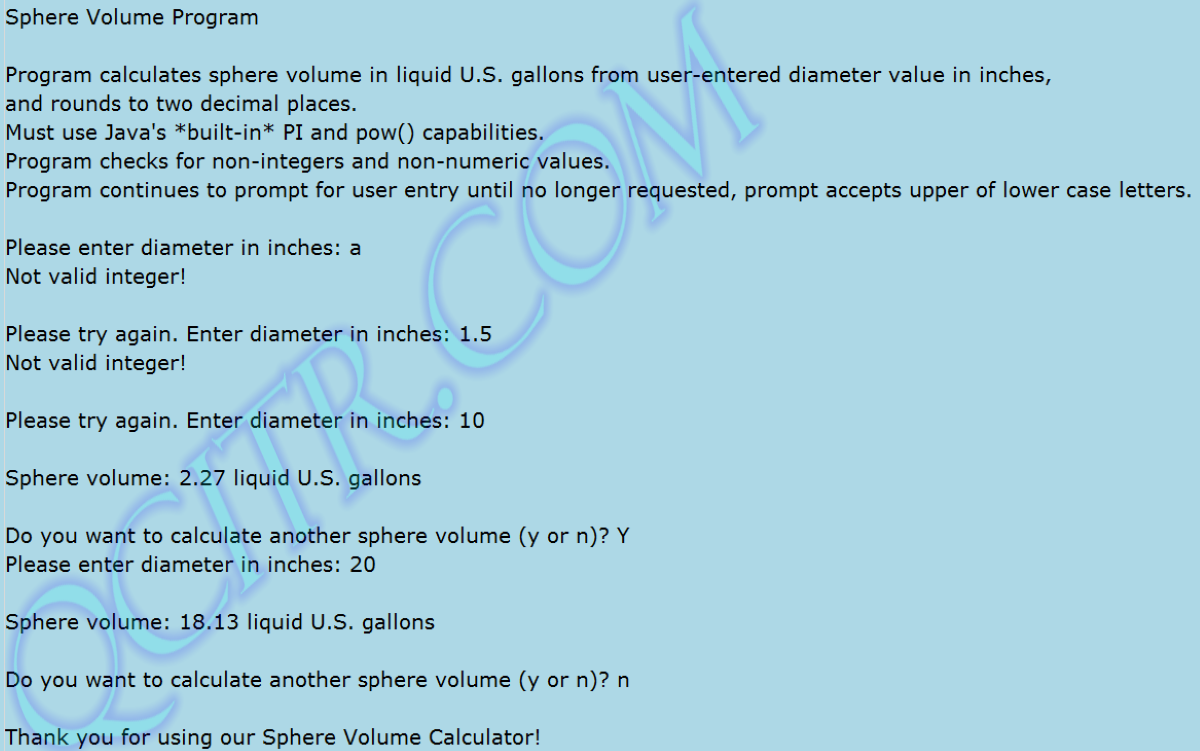 Sphere Volume Program
Program calculates sphere volume in liquid U.S. gallons from user-entered diameter value in inches,
and rounds to two decimal places.
Must use Java's *built-in* PI and pow() capabilities.
Program checks for non-integers and non-numeric values.
Program continues to prompt for user entry until no longer requested, prompt accepts upper of lower case letters.
Please enter diameter in inches: a
Not valid integer!
Please try again. Enter diameter in inches: 1.5
Not valid integer!
Please try again. Enter diameter in inches: 10
Sphere volume: 2.27 liquid U.S. gallons
Do you want to calculate another sphere volume (y or n)? Y
Please enter diameter in inches: 20
Sphere volume: 18.13 liquid U.S. gallons
Do you want to calculate another sphere volume (y or n)? n
Thank you for using our Sphere Volume Calculator!
QCITR.COM